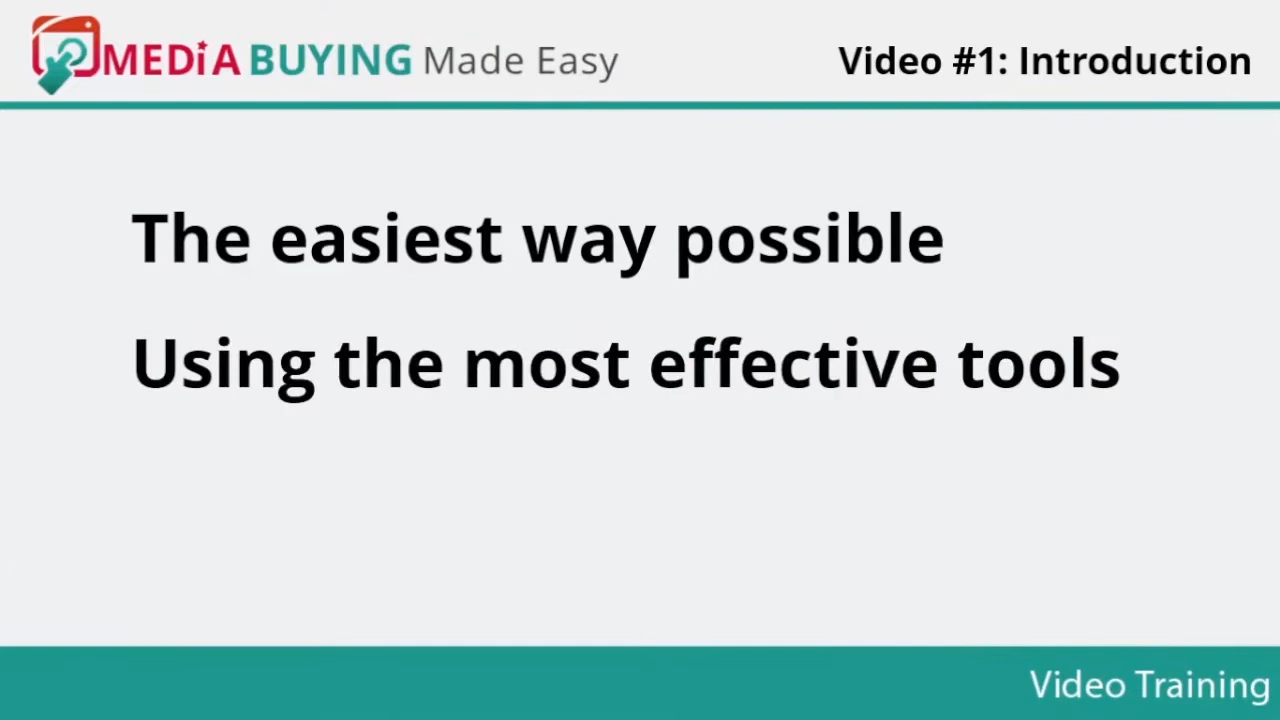 MEDiA BUYING Made Easy
Video #1: Introduction
The easiest way possible
Using the most effective tools
Video Training